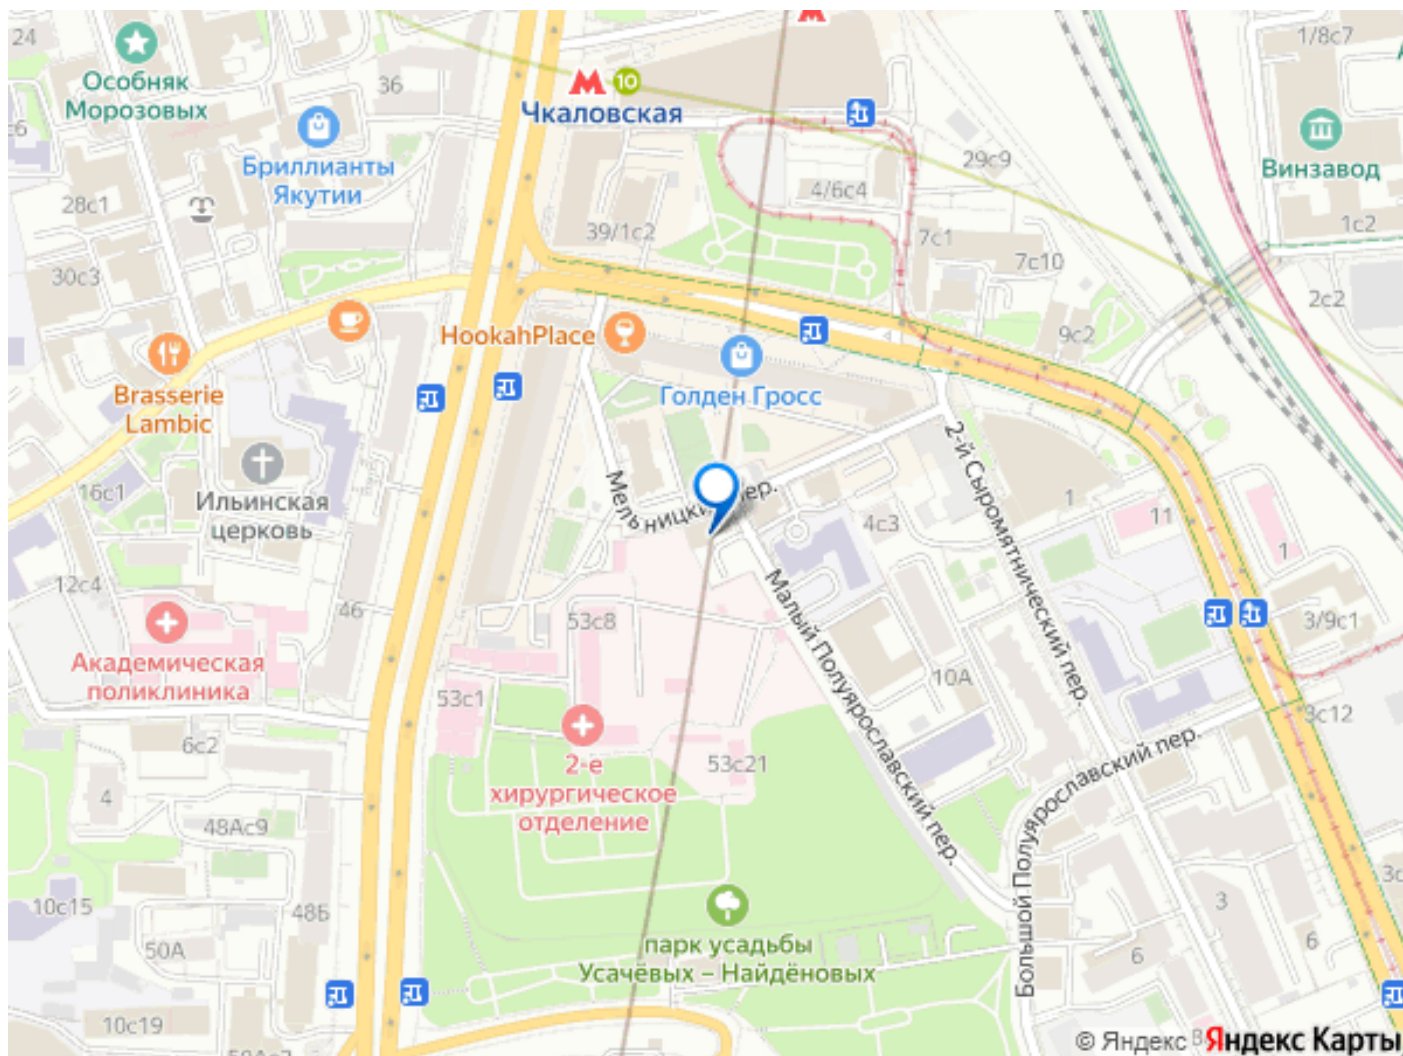 24
Особняк
Морозовых
36
10
Чкаловская
1/8с7
Винзавод
Бриллианты
Якутии
29с9
4/6с4
28с1
1с2
39/1с2
7с1
7с10
30с3
2с2
9с2
HookahPlace
Голден Гросс
Brasserie
Lambic
16с1
Ильинская
церковь
Мельницкий пер.
2-й Сыромятнический пер.
1
4с3
11
1
12с4
46
53с8
3/9с1
Малый Полуярославский пер.
Академическая
поликлиника
10А
53с1
3с12
6с2
2-е
хирургическое
отделение
53с21
Большой Полуярославский пер.
4
48Ас9
10с15
48Б
3
50А
парк усадьбы
Усачёвых – Найдёновых
6
6
10с19
© Яндекс
Яндекс Карты